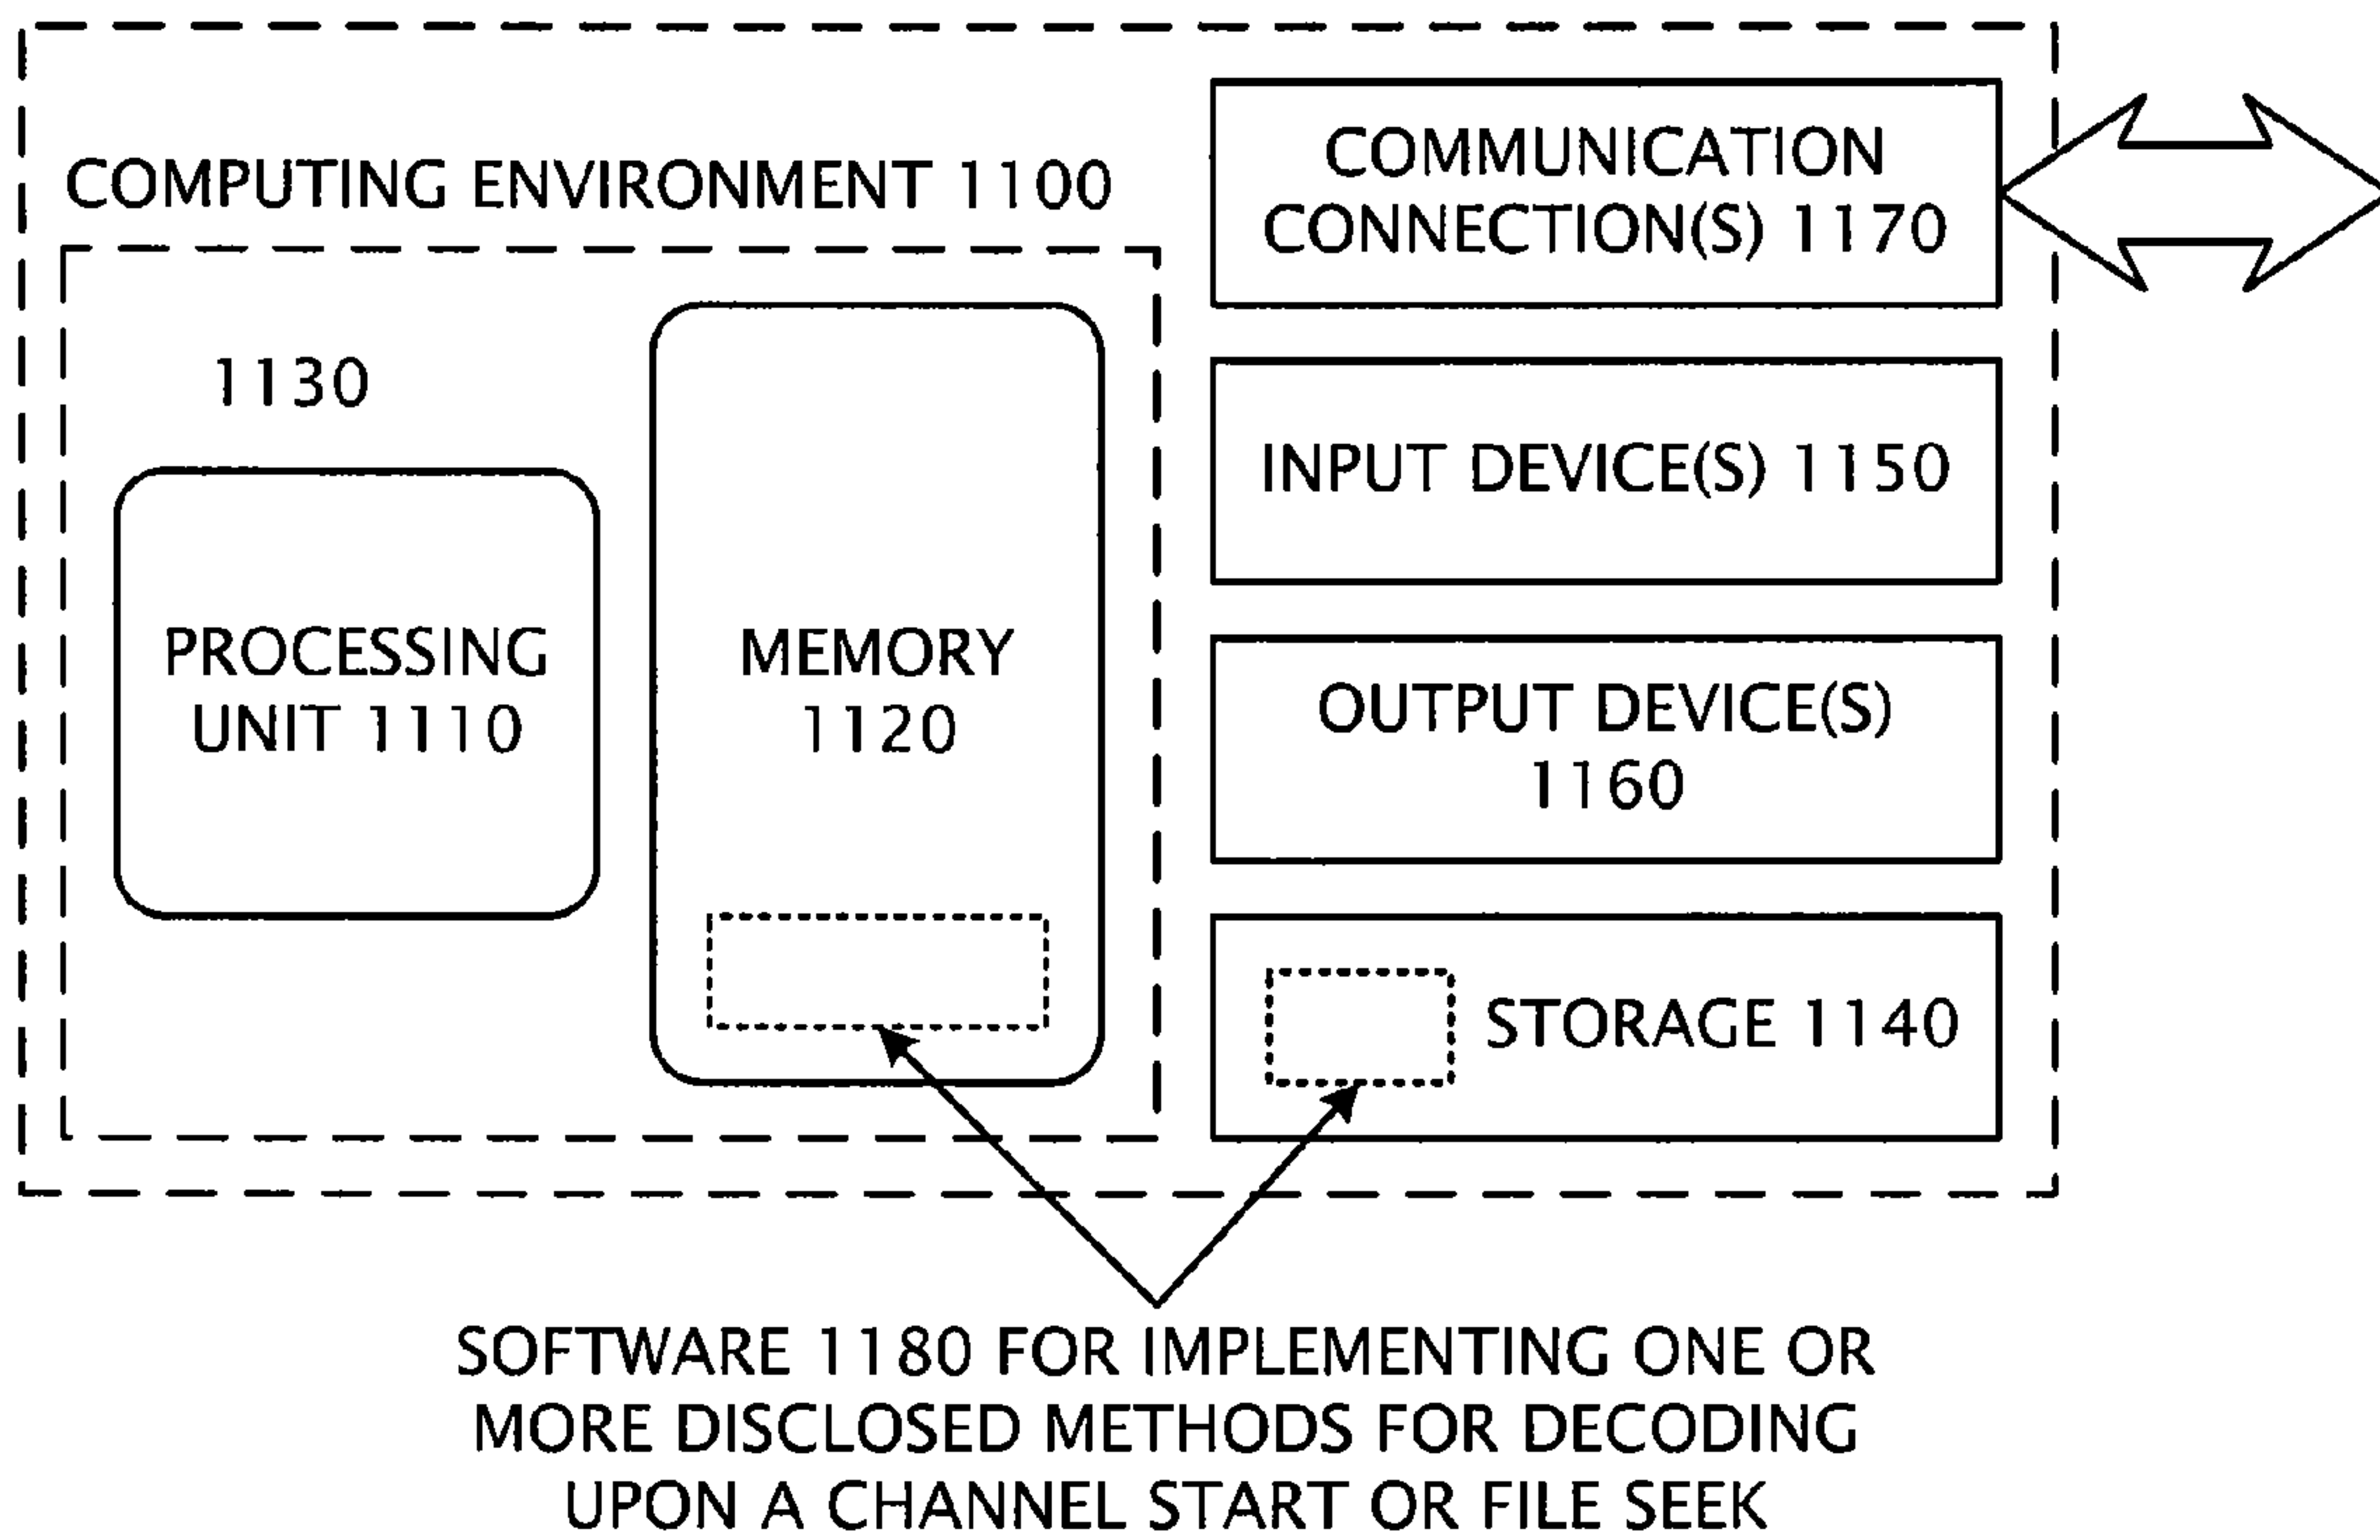 COMPUTING ENVIRONMENT 1100
1130
PROCESSING
UNIT 1110
MEMORY
1120
COMMUNICATION
CONNECTION(S) 1170
INPUT DEVICE(S) 1150
OUTPUT DEVICE(S)
1160
STORAGE 1140
SOFTWARE 1180 FOR IMPLEMENTING ONE OR
MORE DISCLOSED METHODS FOR DECODING
UPON A CHANNEL START OR FILE SEEK